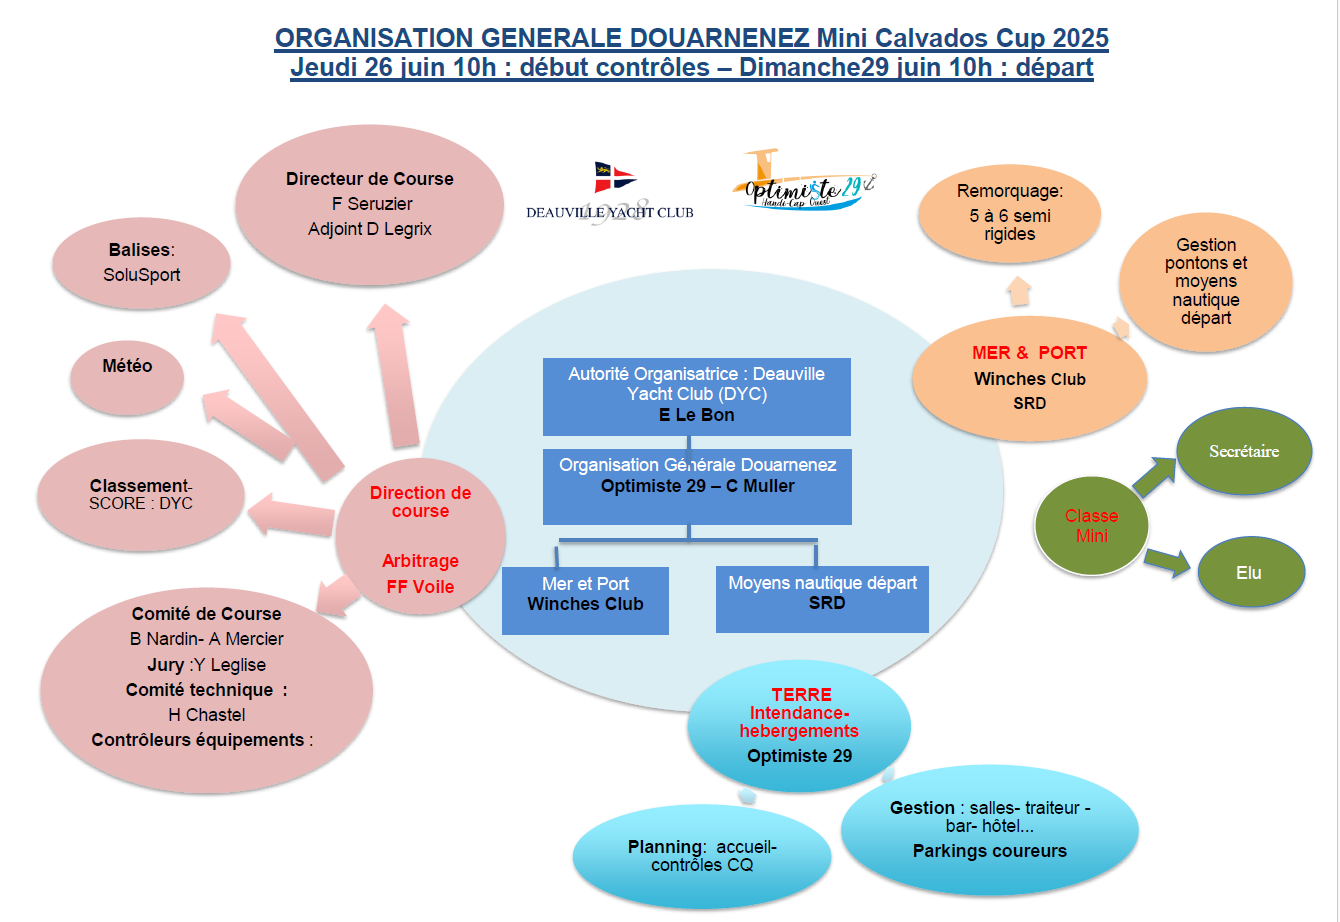 ORGANISATION GENERALE DOUARNENEZ Mini Calvados Cup 2025
Jeudi 26 juin 10h : début contrôles – Dimanche29 juin 10h : départ
Directeur de Course
F Seruzier
Adjoint D Legrix
DEAUVILLE YACHT CLUB
1928
Optimiste 29
Handi-Cap Ouest
Remorquage:
5 à 6 semi
rigides
Balises:
SoluSport
Gestion
pontons et
moyens
nautique
départ
Météo
MER & PORT
Winches Club
SRD
Autorité Organisatrice : Deauville
Yacht Club (DYC)
E Le Bon
Organisation Générale Douarnenez
Optimiste 29 – C Muller
Mer et Port
Winches Club
Moyens nautique départ
SRD
Classement-
SCORE : DYC
Direction de
course
Arbitrage
FF Voile
Secrétaire
Classe
Mini
Elu
Comité de Course
B Nardin- A Mercier
Jury :Y Leglise
Comité technique :
H Chastel
Contrôleurs équipements :
TERRE
Intendance-
hebergements
Optimiste 29
Planning: accueil-
contrôles CQ
Gestion : salles- traiteur -
bar- hôtel...
Parkings coureurs